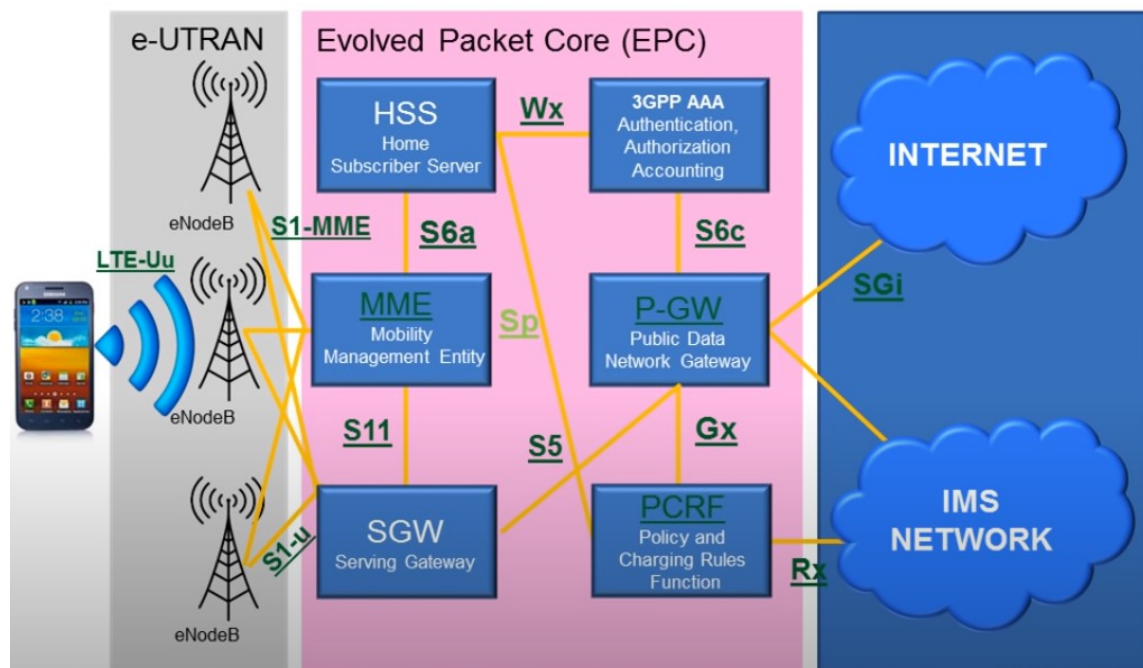 e-UTRAN
Evolved Packet Core (EPC)
HSS
Home
Subscriber Server
Wx
3GPP AAA
Authentication,
Authorization
Accounting
INTERNET
eNodeB
S1-MME
S6a
S6c
LTE-Uu
SGi
2:38
MME
Mobility
Management Entity
Sp
P-GW
Public Data
Network Gateway
eNodeB
S11
S5
Gx
SGW
Serving Gateway
PCRF
Policy and
Charging Rules
Function
IMS
NETWORK
S1-u
Rx
eNodeB